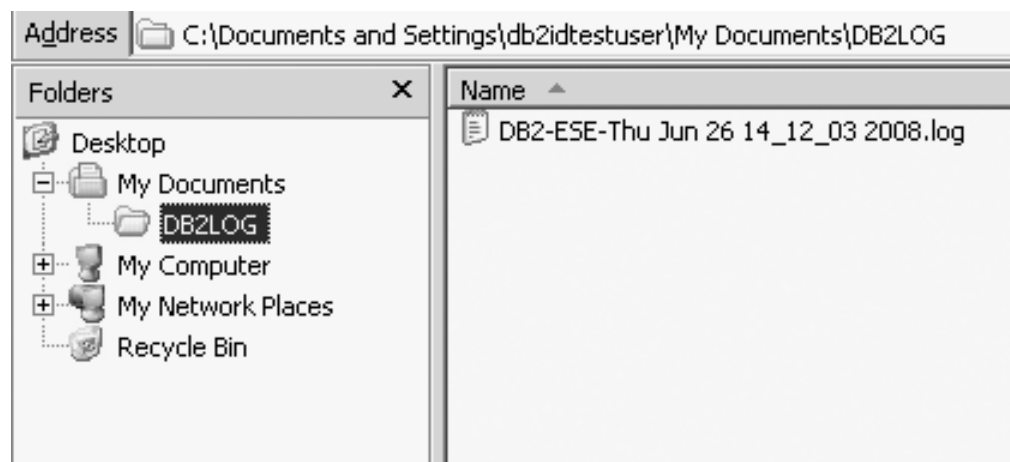 Address C:\Documents and Settings\db2idtestuser\My Documents\DB2LOG
Folders
Desktop
My Documents
DB2LOG
My Computer
My Network Places
Recycle Bin
Name
DB2-ESE-Thu Jun 26 14_12_03 2008.log